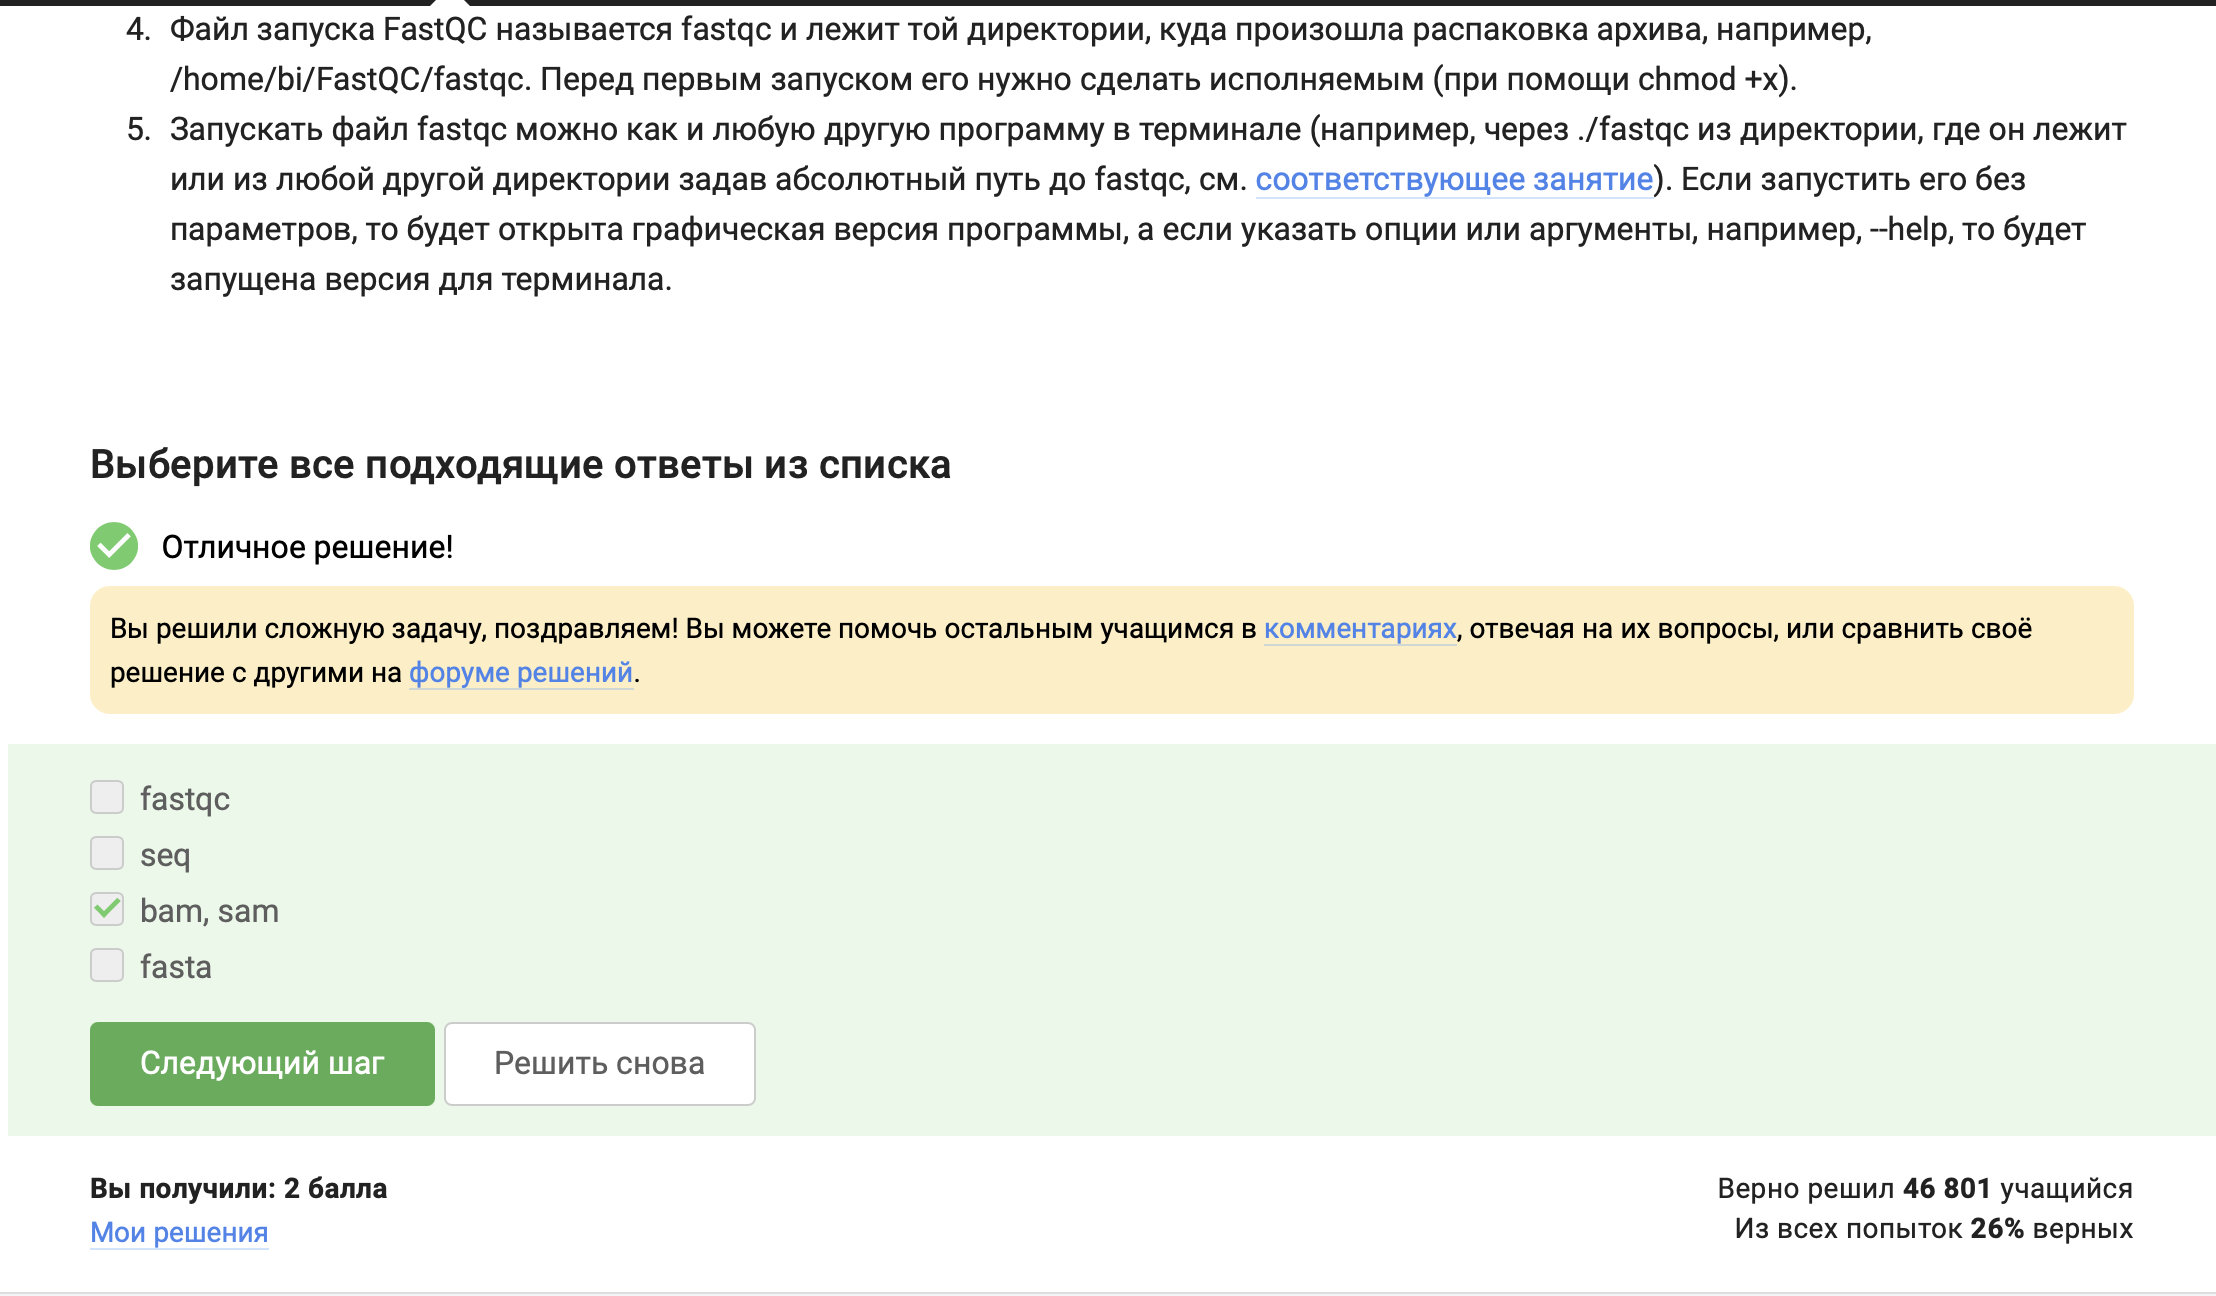 4. Файл запуска FastQC называется fastqc и лежит той директории, куда произошла распаковка архива, например,
/home/bi/FastQC/fastqc. Перед первым запуском его нужно сделать исполняемым (при помощи chmod +x).
5. Запускать файл fastqc можно как и любую другую программу в терминале (например, через ./fastqc из директории, где он лежит
или из любой другой директории задав абсолютный путь до fastqc, см. соответствующее занятие). Если запустить его без
параметров, то будет открыта графическая версия программы, а если указать опции или аргументы, например, --help, то будет
запущена версия для терминала.
Выберите все подходящие ответы из списка
Отличное решение!
Вы решили сложную задачу, поздравляем! Вы можете помочь остальным учащимся в комментариях, отвечая на их вопросы, или сравнить своё
решение с другими на форуме решений.
fastqc
seq
bam, sam
fasta
Следующий шаг
Решить снова
Вы получили: 2 балла
Мои решения
Верно решил 46 801 учащийся
Из всех попыток 26% верных